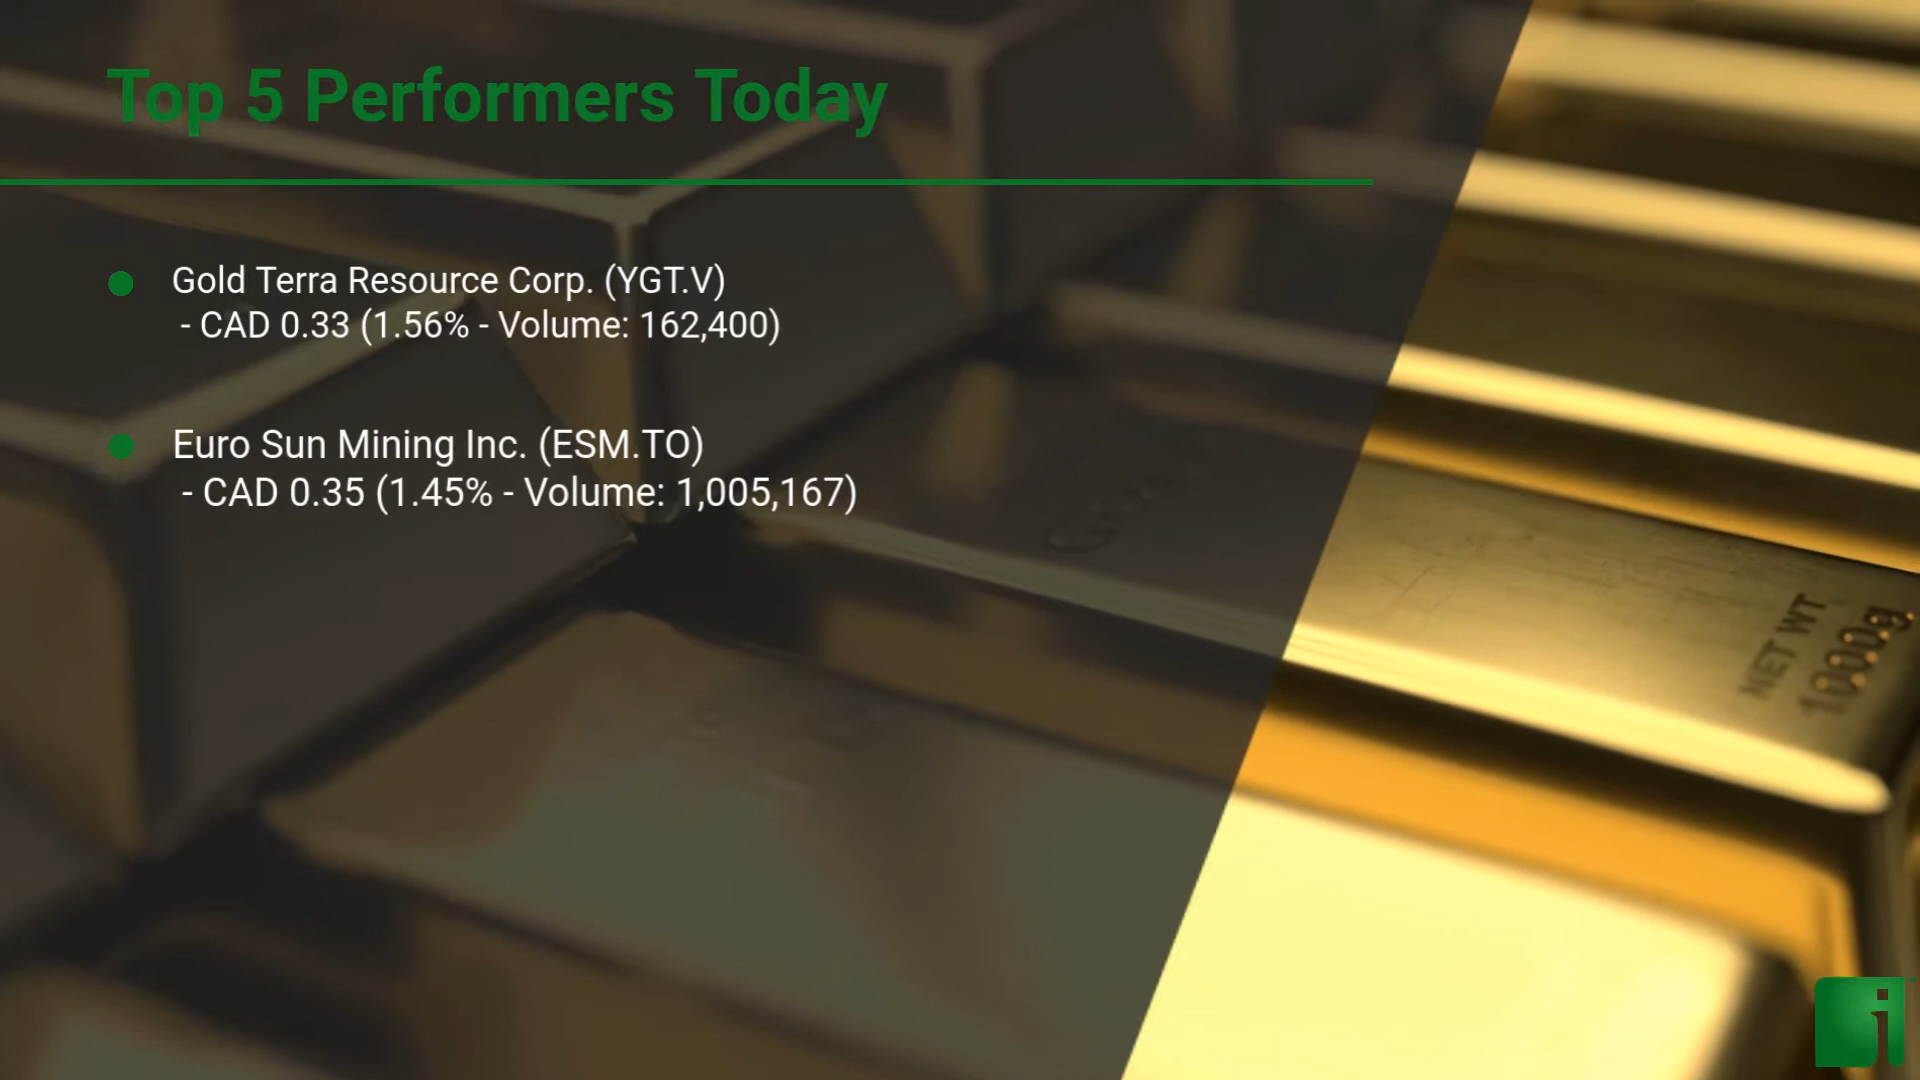 Top 5 Performers Today
Gold Terra Resource Corp. (YGT.V)
- CAD 0.33 (1.56% - Volume: 162,400)
Euro Sun Mining Inc. (ESM.TO)
- CAD 0.35 (1.45% - Volume: 1,005,167)
NET WT
1000g